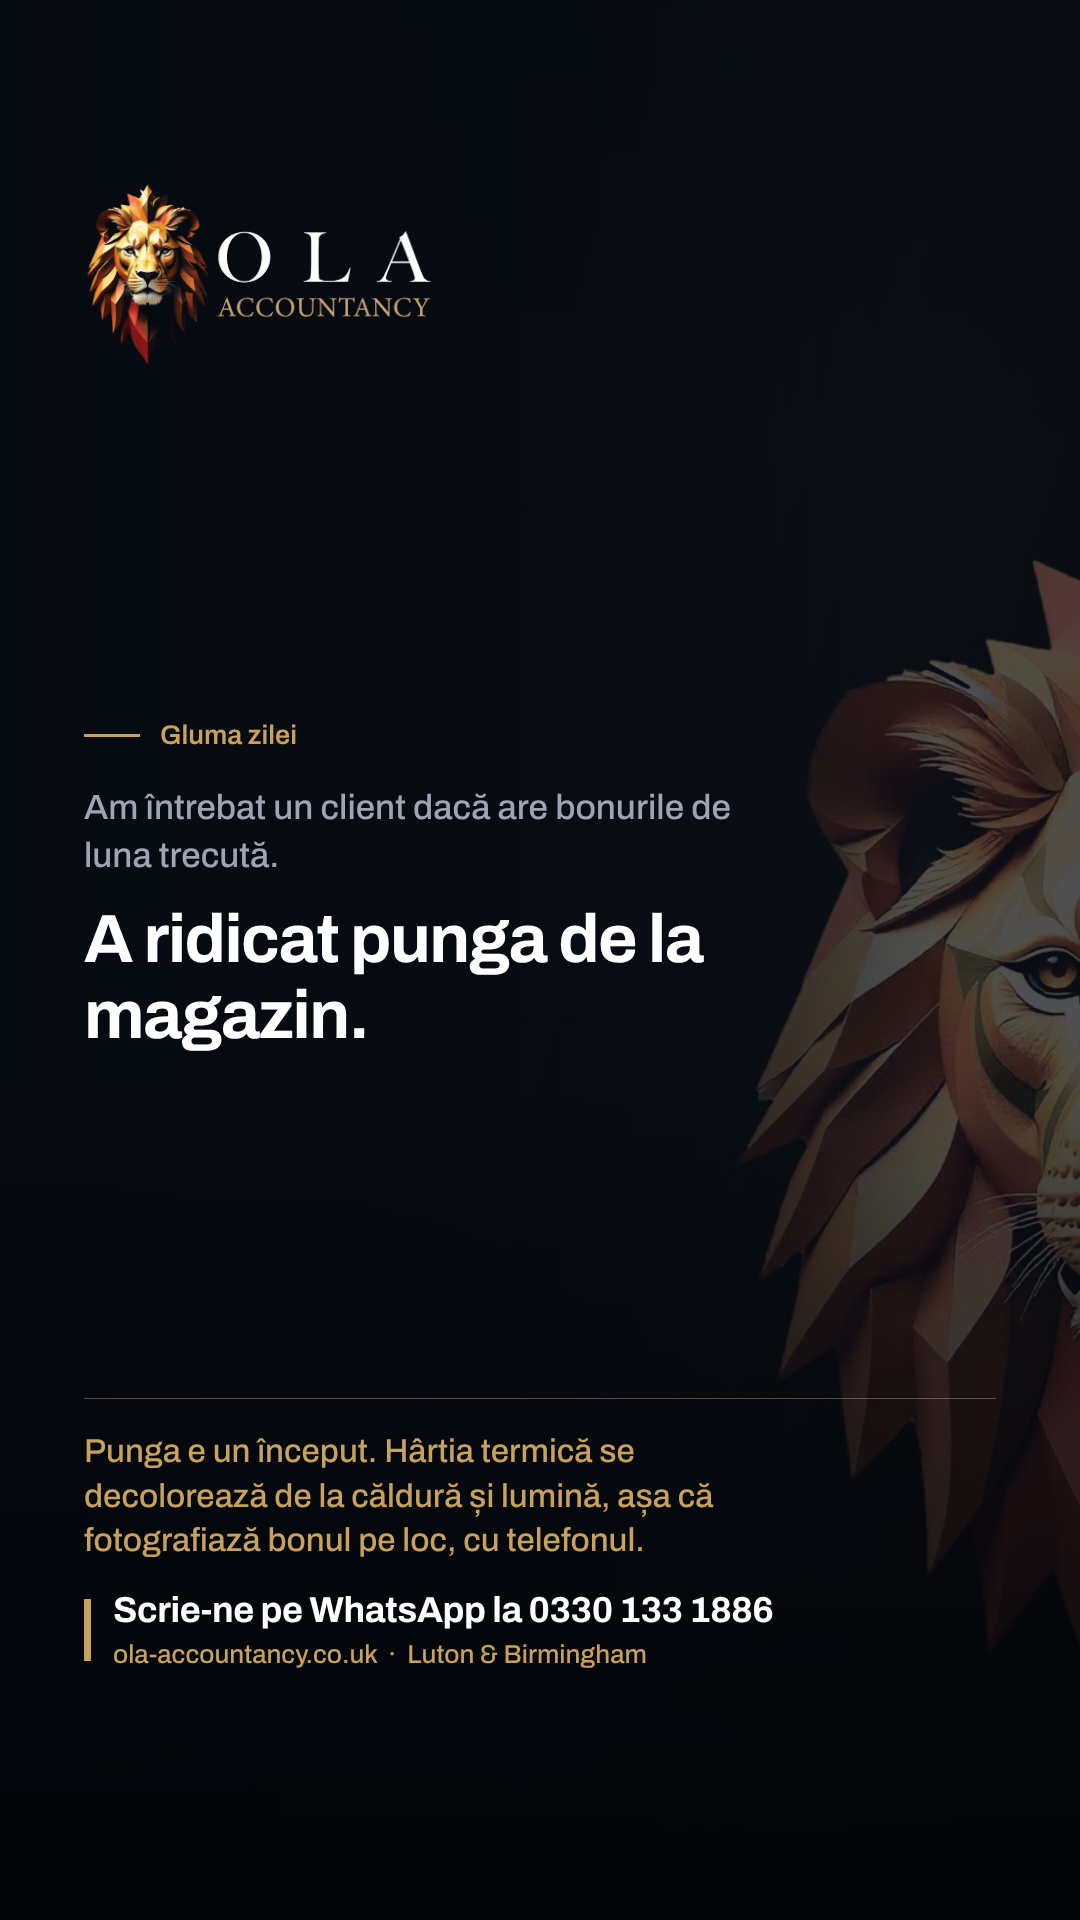 OLA
ACCOUNTANCY
Gluma zilei
Am întrebat un client dacă are bonurile de
luna trecută.
A ridicat punga de la
magazin.
Punga e un început. Hârtia termică se
decolorează de la căldură și lumină, așa că
fotografiază bonul pe loc, cu telefonul.
Scrie-ne pe WhatsApp la 0330 133 1886
ola-accountancy.co.uk · Luton & Birmingham